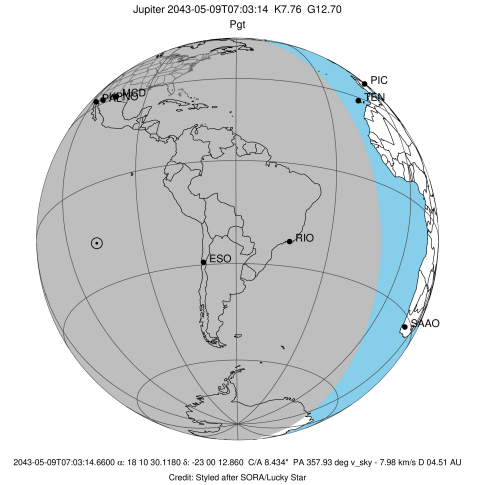 Jupiter 2043-05-09T07:03:14 K7.76 G12.70
Pgt
PIC
TEN
MCD
RIO
ESO
SAAO
2043-05-09T07:03:14.6600 α: 18 10 30.1180 δ: -23 00 12.860 C/A 8.434" PA 357.93 deg v_sky - 7.98 km/s D 04.51 AU
Credit: Styled after SORA/Lucky Star